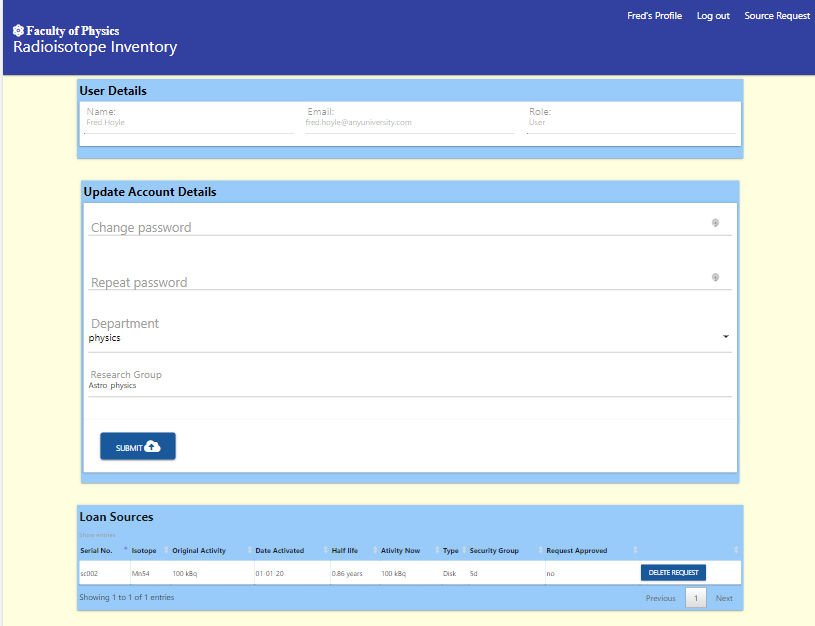 Fred's Profile Log out Source Request
Faculty of Physics
Radioisotope Inventory
User Details
Name: Email: Role:
Fred Hoyle fred.hoyle@anyuniversity.com User
Update Account Details
Change password
Repeat password
Department
physics
Research Group
Astro_physics
SUBMIT
Loan Sources
Show entries
Serial No. Isotope Original Activity Date Activated Half life Ativity Now Type Security Group Request Approved
sc002 Mn54 100 kBq 01-01-20 0.86 years 100 kBq Disk 5d no DELETE REQUEST
Showing 1 to 1 of 1 entries Previous 1 Next